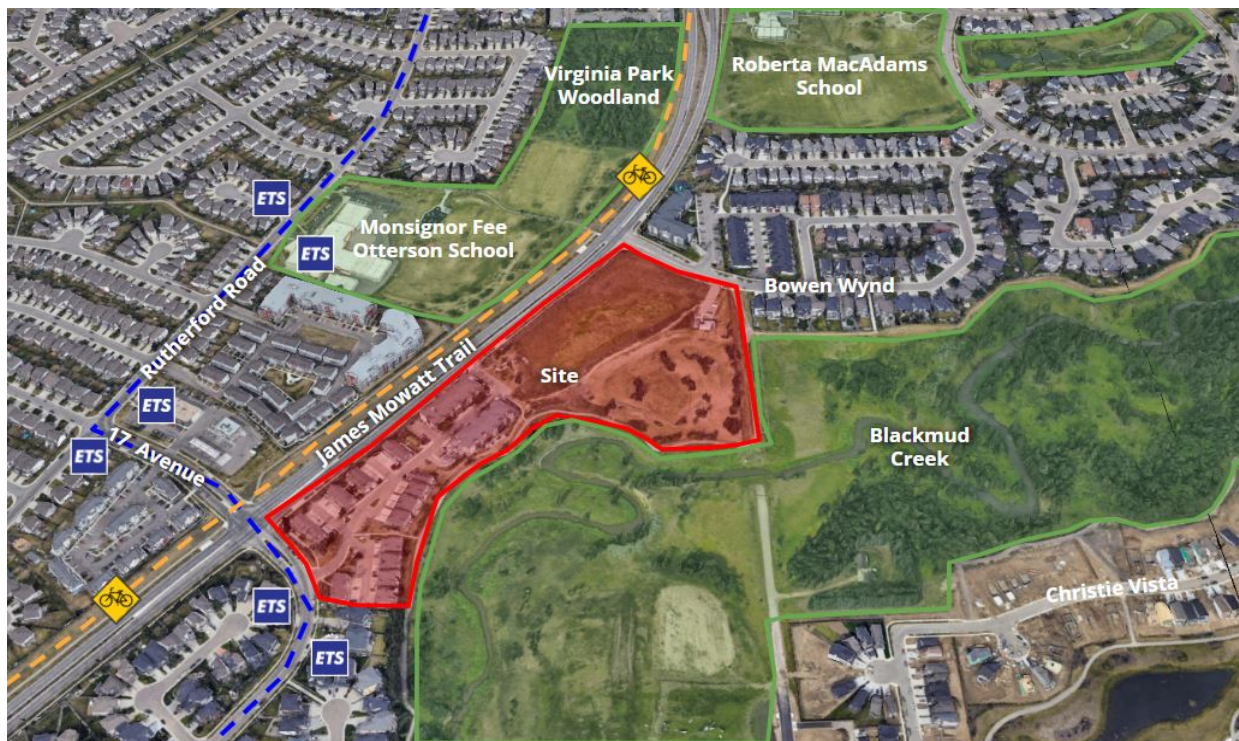 Virginia Park
Woodland
Roberta MacAdams
School
ETS
Monsignor Fee
Otterson School
ETS
Bowen Wynd
Rutherford Road
James Mowatt Trail
Site
ETS
17 Avenue
ETS
Blackmud
Creek
ETS
Christie Vista
ETS